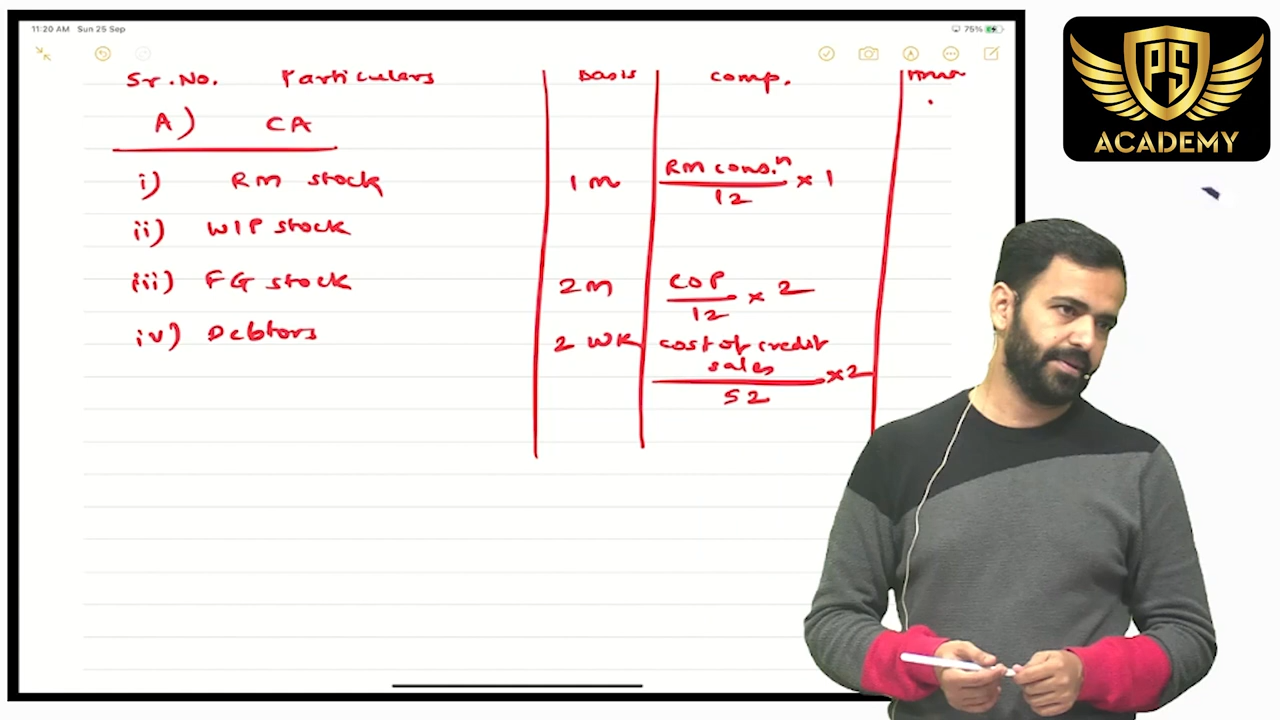 11:20 AM Sun 25 Sep
75%
PS
ACADEMY
Sr.No. Particulars Basis comp.
A) CA
i) RM stock 1 m RM cons.ⁿ / 12 × 1
ii) WIP stock
iii) FG stock 2 m COP / 12 × 2
iv) Debtors 2 WK cost of credit
sales / 52 ×2